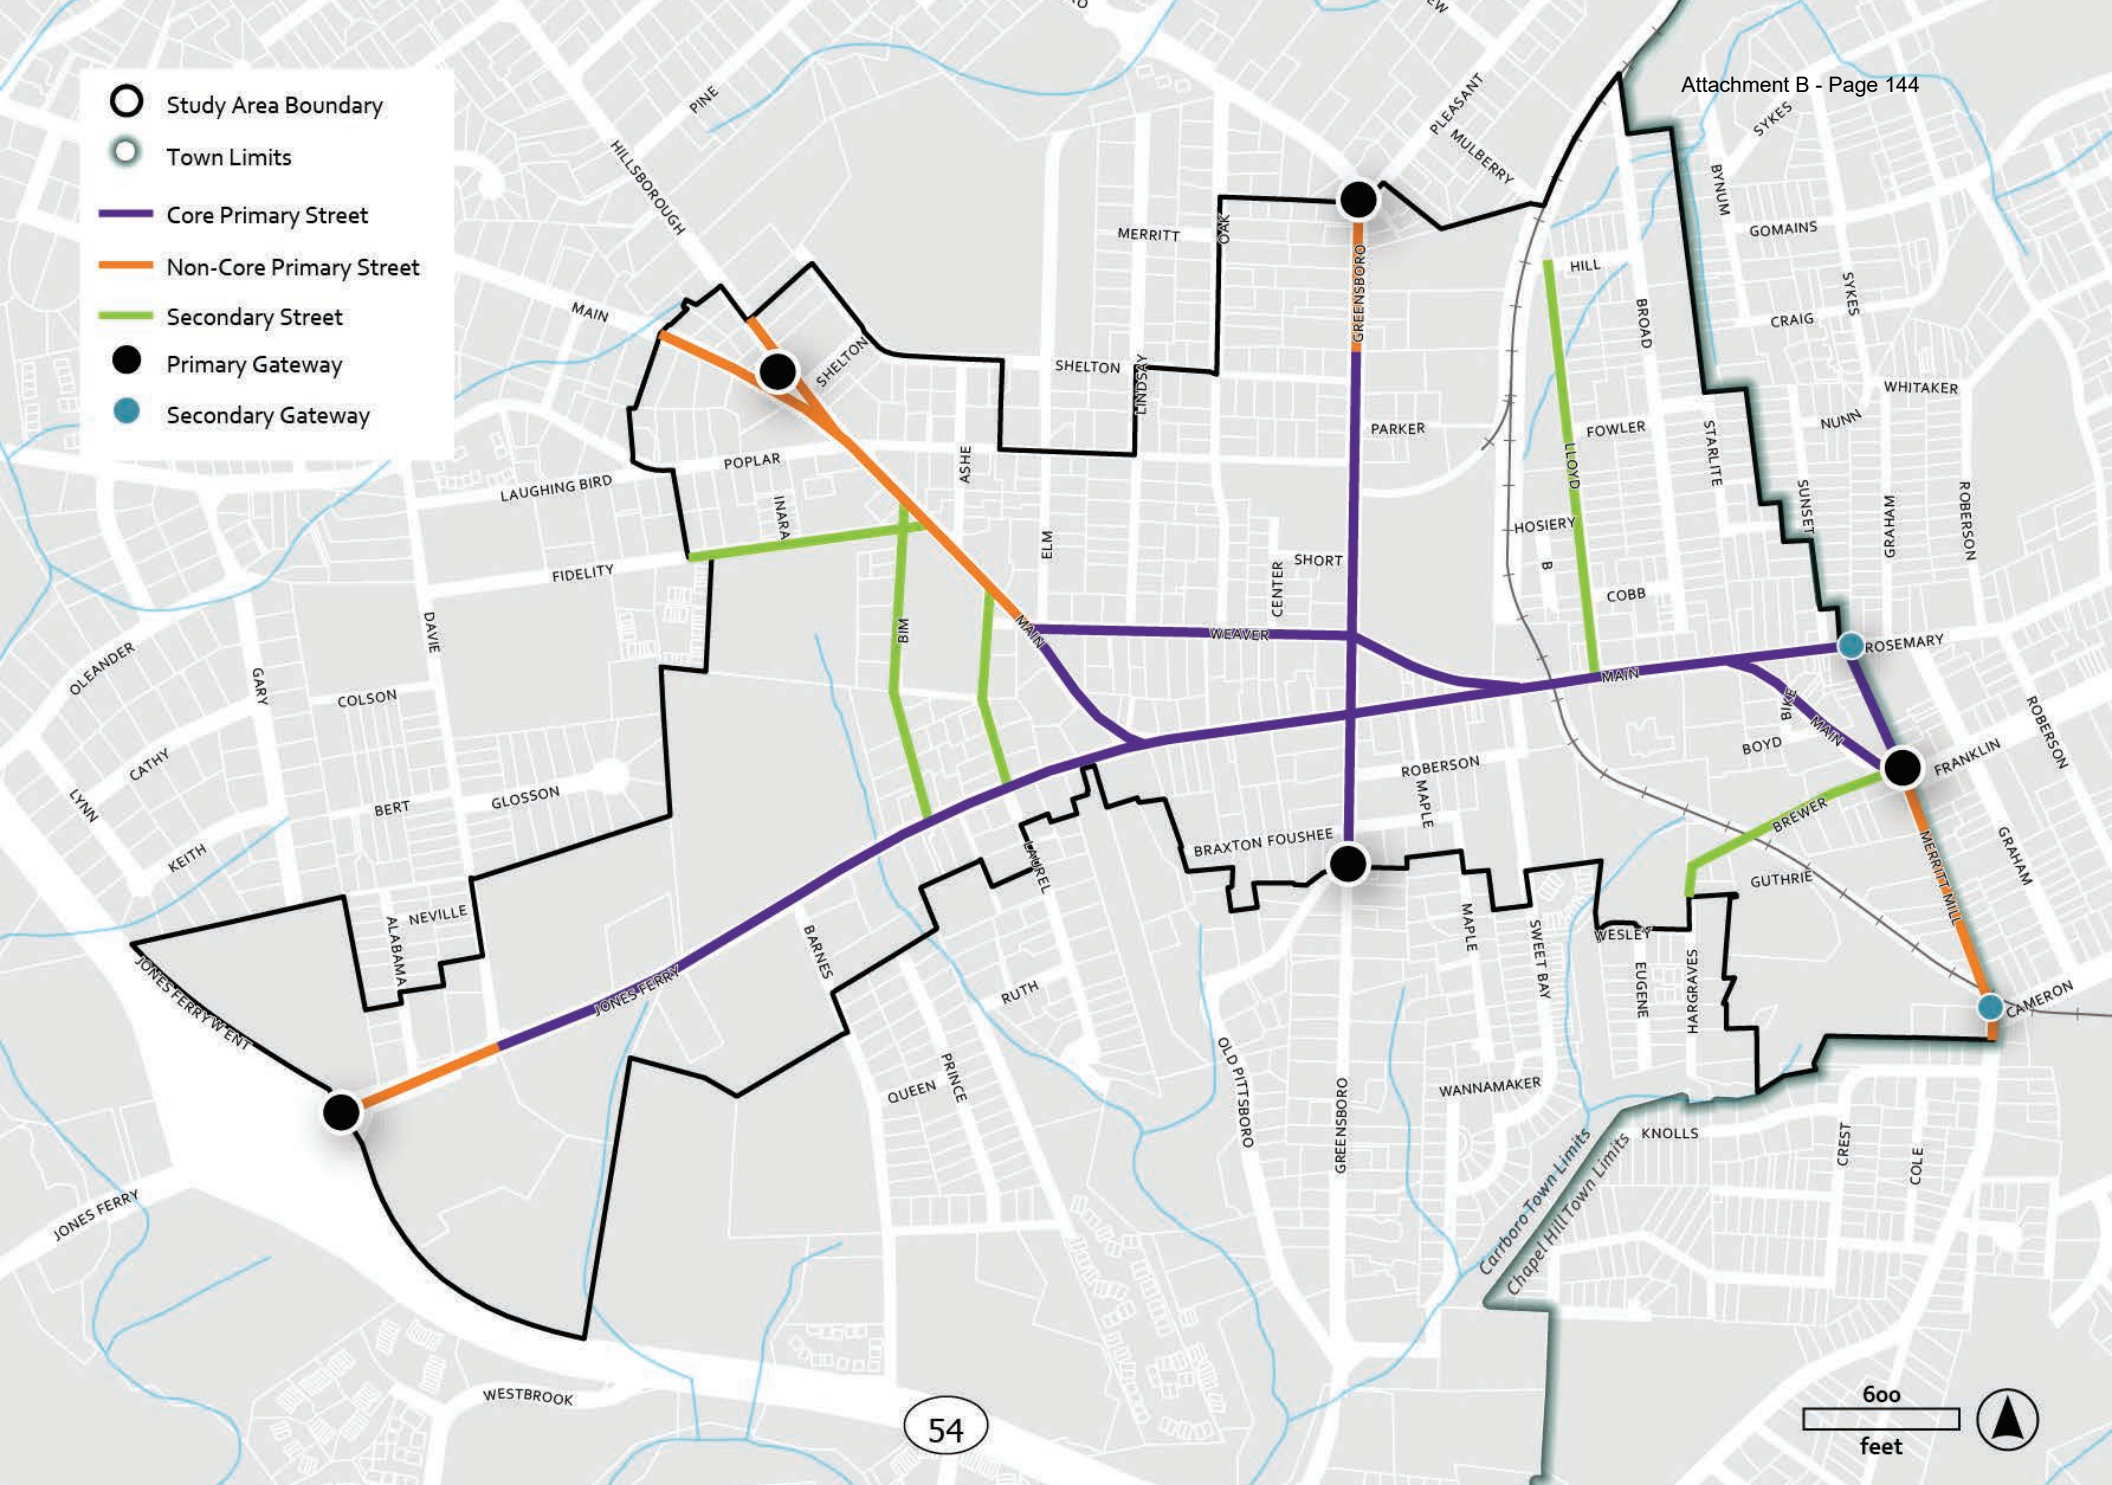 Attachment B - Page 144
Study Area Boundary
Town Limits
Core Primary Street
Non-Core Primary Street
Secondary Street
Primary Gateway
Secondary Gateway
PINE
HILLSBOROUGH
PLEASANT
MULBERRY
SYKES
BYNUM
GOMAINS
SYKES
CRAIG
WHITAKER
NUNN
MERRITT
OAK
GREENSBORO
HILL
BROAD
MAIN
SHELTON
SHELTON
LINDSAY
PARKER
FOWLER
STARLITE
LLOYD
SUNSET
GRAHAM
ROBERSON
POPLAR
ASHE
LAUGHING BIRD
INARA
HOSIERY
B
ELM
SHORT
CENTER
COBB
FIDELITY
DAVIE
BIM
MAIN
WEAVER
ROSEMARY
MAIN
OLEANDER
GARY
COLSON
BIKE
MAIN
BOYD
FRANKLIN
ROBERSON
CATHY
LYNN
BERT
GLOSSON
ROBERSON
MAPLE
BREWER
KEITH
BRAXTON FOUSHEE
LAUREL
MERRITT MILL
GRAHAM
GUTHRIE
NEVILLE
ALABAMA
BARNES
MAPLE
SWEET BAY
WESLEY
EUGENE
HARGRAVES
JONES FERRY W ENT
JONES FERRY
RUTH
CAMERON
QUEEN
PRINCE
OLD PITTSBORO
GREENSBORO
WANNAMAKER
KNOLLS
CREST
COLE
Carrboro Town Limits
Chapel Hill Town Limits
JONES FERRY
WESTBROOK
54
600
feet